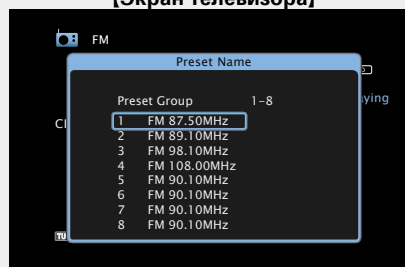 【Экран телевизора】
FM
Preset Name
Preset Group 1-8
ying
1 FM 87.50MHz
2 FM 89.10MHz
3 FM 98.10MHz
4 FM 108.00MHz
5 FM 90.10MHz
6 FM 90.10MHz
7 FM 90.10MHz
8 FM 90.10MHz
TU